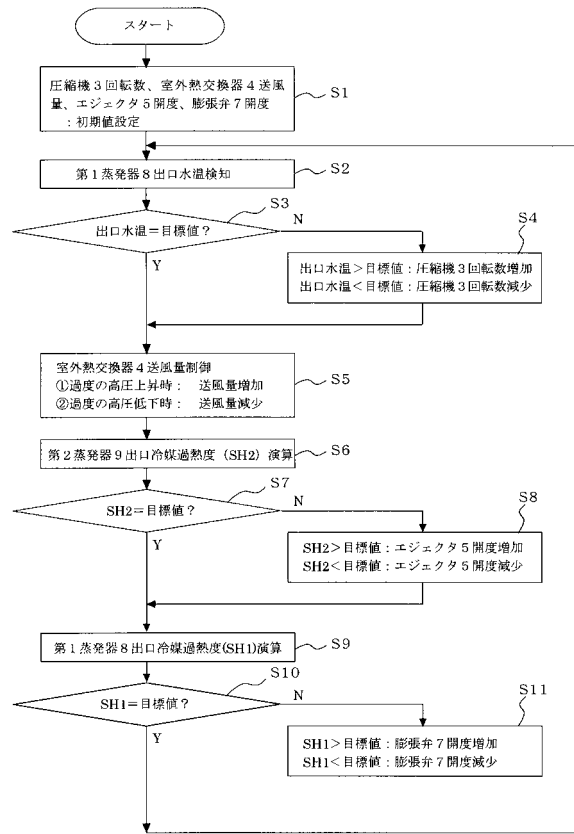 スタート
圧縮機3回転数、室外熱交換器4送風
量、エジェクタ5開度、膨張弁7開度
：初期値設定
S1
第1蒸発器8出口水温検知
S2
出口水温＝目標値？
S3
N
Y
出口水温＞目標値：圧縮機3回転数増加
出口水温＜目標値：圧縮機3回転数減少
S4
室外熱交換器4送風量制御
①過度の高圧上昇時： 送風量増加
②過度の高圧低下時： 送風量減少
S5
第2蒸発器9出口冷媒過熱度（SH2）演算
S6
SH2＝目標値？
S7
N
Y
SH2＞目標値：エジェクタ5開度増加
SH2＜目標値：エジェクタ5開度減少
S8
第1蒸発器8出口冷媒過熱度(SH1)演算
S9
SH1＝目標値？
S10
N
Y
SH1＞目標値：膨張弁7開度増加
SH1＜目標値：膨張弁7開度減少
S11